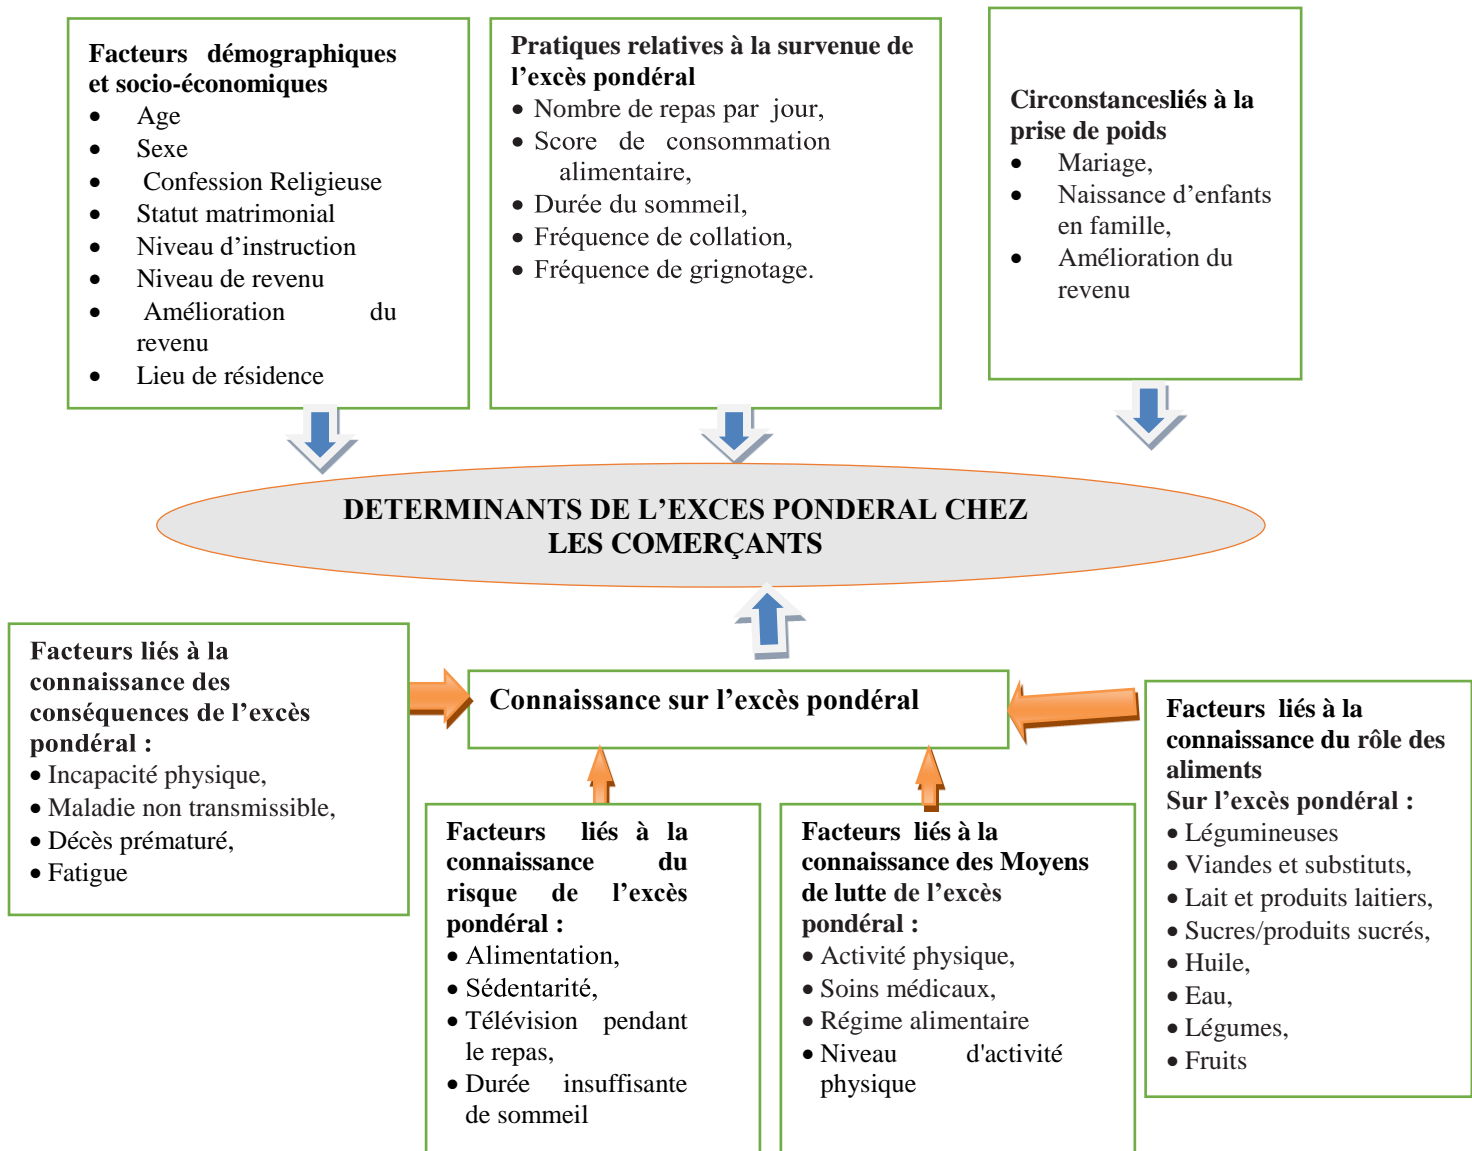 Facteurs démographiques
et socio-économiques
• Age
• Sexe
• Confession Religieuse
• Statut matrimonial
• Niveau d’instruction
• Niveau de revenu
• Amélioration du
revenu
• Lieu de résidence
Pratiques relatives à la survenue de
l’excès pondéral
• Nombre de repas par jour,
• Score de consommation
alimentaire,
• Durée du sommeil,
• Fréquence de collation,
• Fréquence de grignotage.
Circonstancesliés à la
prise de poids
• Mariage,
• Naissance d’enfants
en famille,
• Amélioration du
revenu
DETERMINANTS DE L’EXCES PONDERAL CHEZ
LES COMERÇANTS
Facteurs liés à la
connaissance des
conséquences de l’excès
pondéral :
• Incapacité physique,
• Maladie non transmissible,
• Décès prématuré,
• Fatigue
Connaissance sur l’excès pondéral
Facteurs liés à la
connaissance du
risque de l’excès
pondéral :
• Alimentation,
• Sédentarité,
• Télévision pendant
le repas,
• Durée insuffisante
de sommeil
Facteurs liés à la
connaissance des Moyens
de lutte de l’excès
pondéral :
• Activité physique,
• Soins médicaux,
• Régime alimentaire
• Niveau d'activité
physique
Facteurs liés à la
connaissance du rôle des
aliments
Sur l’excès pondéral :
• Légumineuses
• Viandes et substituts,
• Lait et produits laitiers,
• Sucres/produits sucrés,
• Huile,
• Eau,
• Légumes,
• Fruits